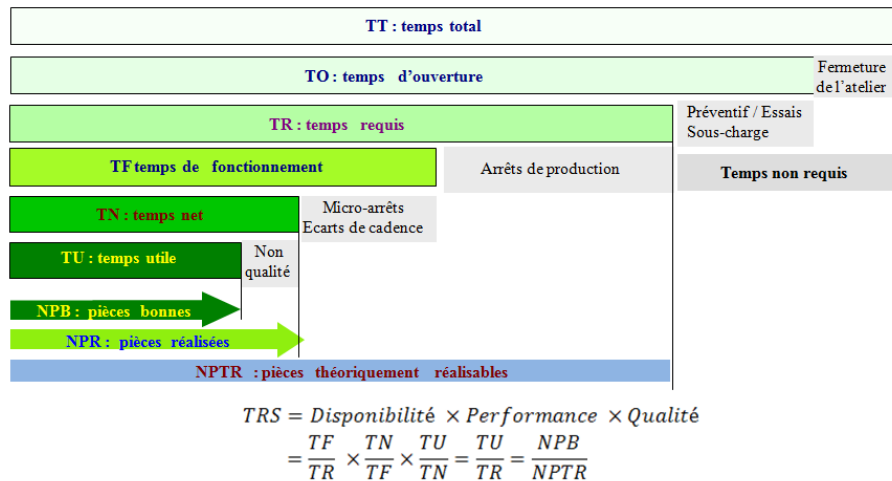 TT : temps total
TO : temps d'ouverture
Fermeture
de l'atelier
TR : temps requis
Préventif / Essais
Sous-charge
TF temps de fonctionnement
Arrêts de production
Temps non requis
TN : temps net
Micro-arrêts
Ecarts de cadence
TU : temps utile
Non
qualité
NPB : pièces bonnes
NPR : pièces réalisées
NPTR : pièces théoriquement réalisables
TRS = Disponibilité × Performance × Qualité
= TF/TR × TN/TF × TU/TN = TU/TR = NPB/NPTR